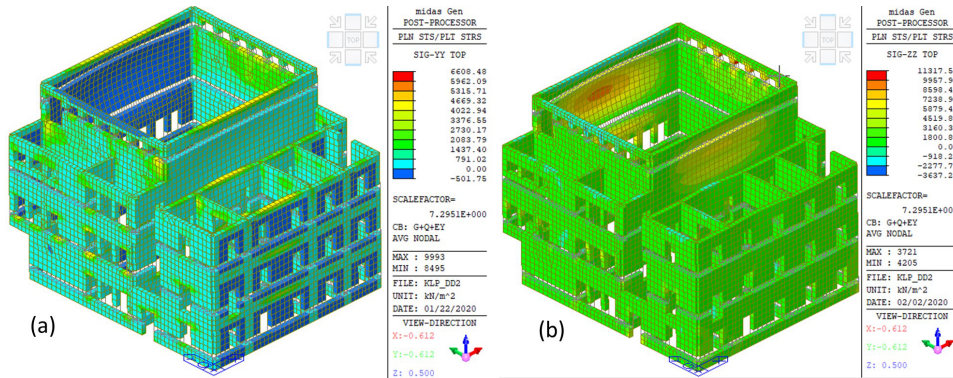 midas Gen
POST-PROCESSOR
PLN STS/PLT STRS
SIG-YY TOP
6608.48
5962.09
5315.71
4669.32
4022.94
3376.55
2730.17
2083.79
1437.40
791.02
0.00
-501.75
SCALEFACTOR=
7.2951E+000
CB: G+Q+EY
AVG NODAL
MAX : 9993
MIN : 8495
FILE: KLP_DD2
UNIT: kN/m^2
DATE: 01/22/2020
VIEW-DIRECTION
X:-0.612
Y:-0.612
Z: 0.500
TOP
(a)
midas Gen
POST-PROCESSOR
PLN STS/PLT STRS
SIG-ZZ TOP
11317.5
9957.9
8598.4
7238.9
5879.4
4519.8
3160.3
1800.8
0.0
-918.2
-2277.7
-3637.2
SCALEFACTOR=
7.2951E+000
CB: G+Q+EY
AVG NODAL
MAX : 3721
MIN : 4205
FILE: KLP_DD2
UNIT: kN/m^2
DATE: 02/02/2020
VIEW-DIRECTION
X:-0.612
Y:-0.612
Z: 0.500
TOP
(b)